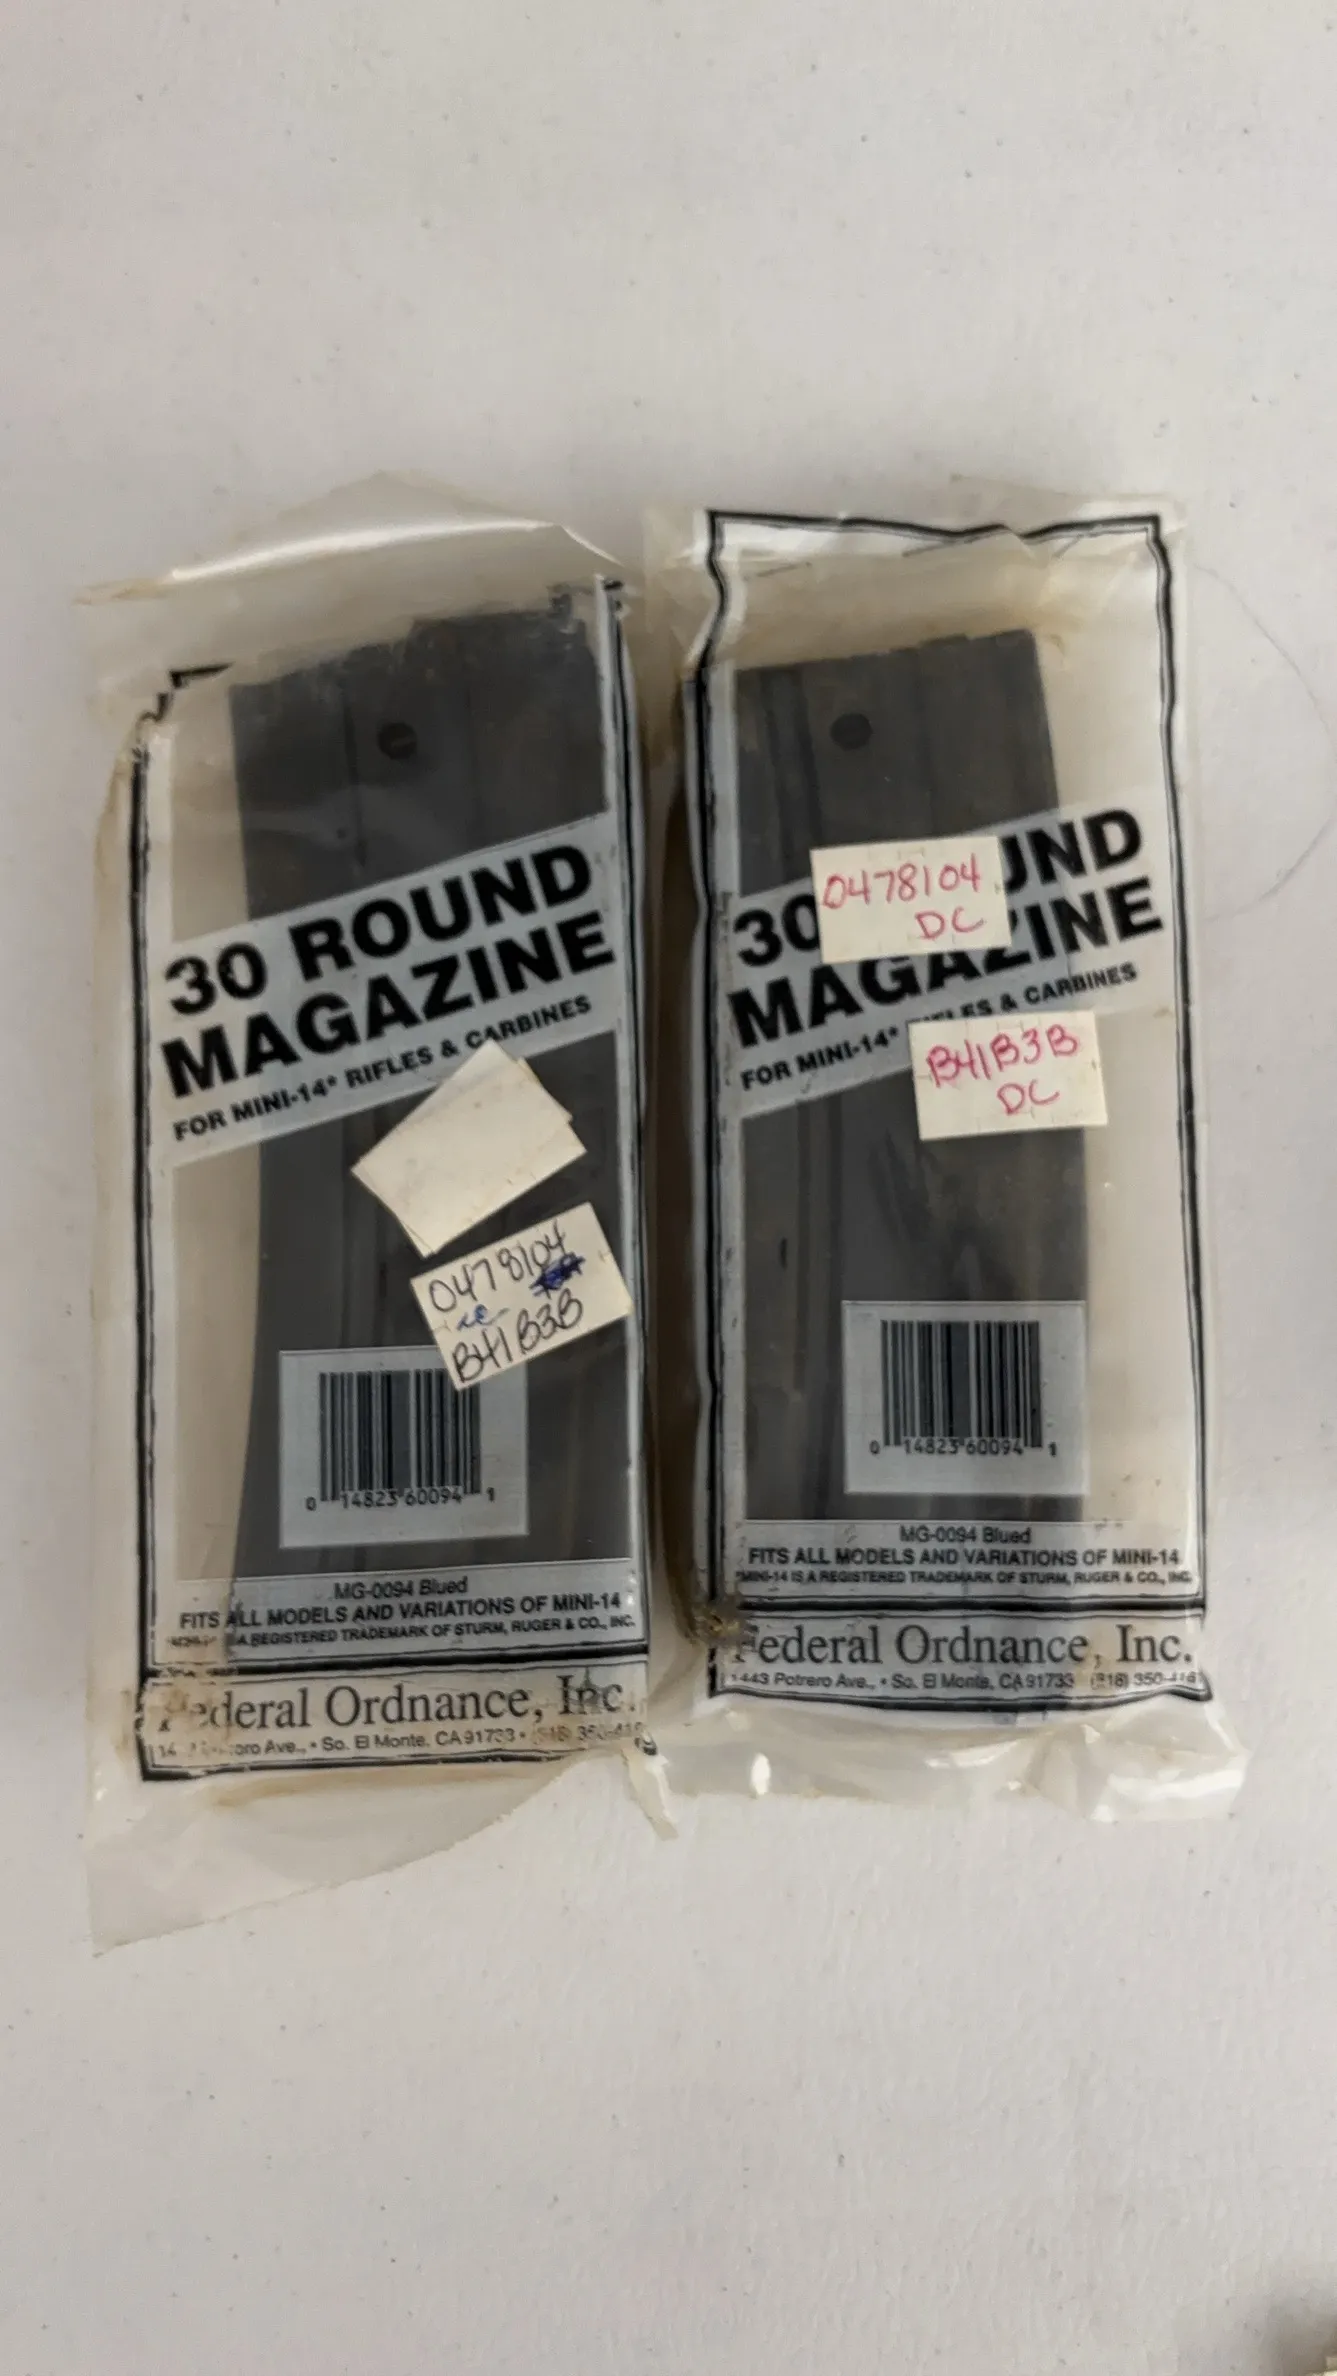 30 ROUND
MAGAZINE
FOR MINI-14® RIFLES & CARBINES
0478104
B41B3B
0 14823 60094 1
MG-0094 Blued
FITS ALL MODELS AND VARIATIONS OF MINI-14
A REGISTERED TRADEMARK OF STURM, RUGER & CO., INC.
Federal Ordnance, Inc.
Ave., • So. El Monte, CA 91733 •
30 UND
MAGAZINE
FOR MINI-14® & CARBINES
0478104
DC
B41B3B
DC
0 14823 60094 1
MG-0094 Blued
FITS ALL MODELS AND VARIATIONS OF MINI-14
*MINI-14 IS A REGISTERED TRADEMARK OF STURM, RUGER & CO., INC.
Federal Ordnance, Inc.
1443 Potrero Ave., • So. El Monte, CA 91733 (818)